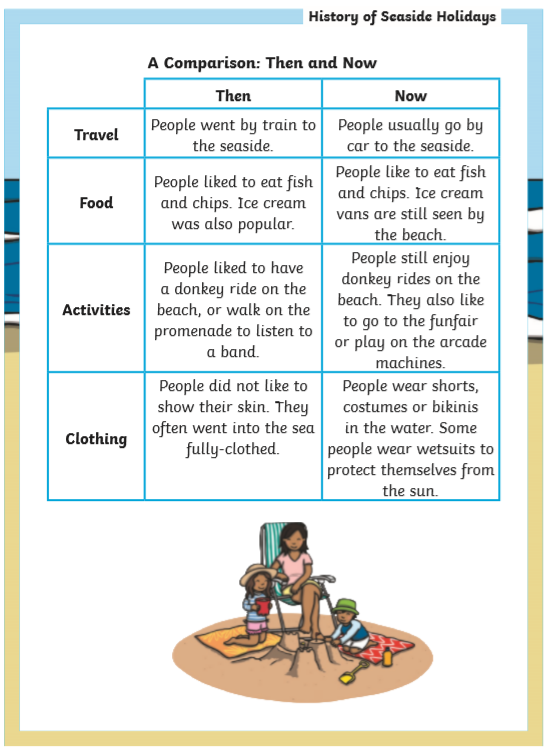 History of Seaside Holidays
A Comparison: Then and Now
Then
Now
Travel
People went by train to
the seaside.
People usually go by
car to the seaside.
Food
People liked to eat fish
and chips. Ice cream
was also popular.
People like to eat fish
and chips. Ice cream
vans are still seen by
the beach.
Activities
People liked to have
a donkey ride on the
beach, or walk on the
promenade to listen to
a band.
People still enjoy
donkey rides on the
beach. They also like
to go to the funfair
or play on the arcade
machines.
Clothing
People did not like to
show their skin. They
often went into the sea
fully-clothed.
People wear shorts,
costumes or bikinis
in the water. Some
people wear wetsuits to
protect themselves from
the sun.